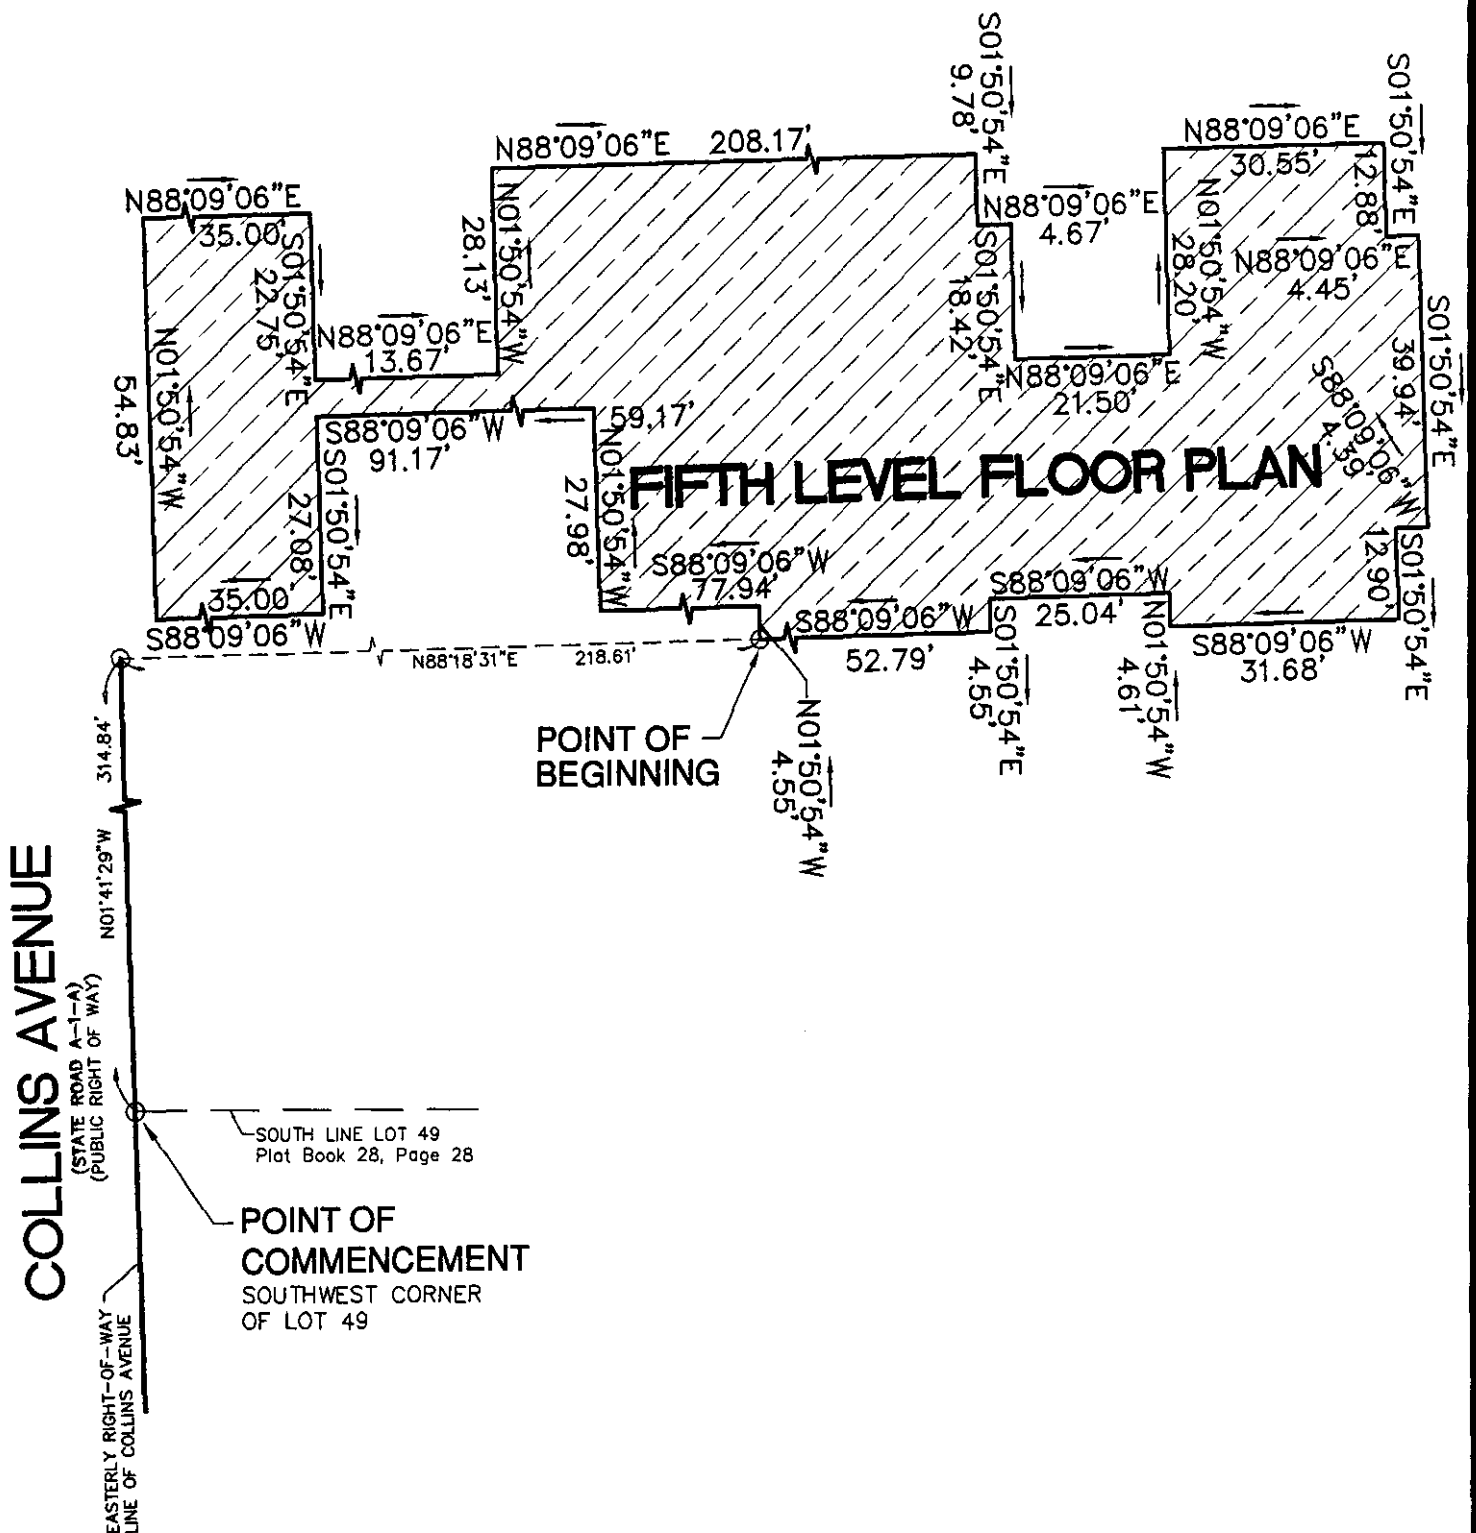 S01°50'54"E
9.78'
S01°50'54"E
12.88'
N88°09'06"E
30.55'
N88°09'06"E 208.17'
N88°09'06"E
35.00'
S01°50'54"E
22.75'
N01°50'54"W
28.13'
N88°09'06"E
4.67'
S01°50'54"E
18.42'
N01°50'54"W
28.20'
N88°09'06"E
4.45'
S01°50'54"E
39.94'
N88°09'06"E
13.67'
N88°09'06"E
21.50'
N01°50'54"W
54.83'
S88°09'06"W
91.17'
59.17'
S88°09'06"W
4.39'
FIFTH LEVEL FLOOR PLAN
S01°50'54"E
27.08'
N01°50'54"W
27.98'
S88°09'06"W
77.94'
S88°09'06"W
25.04'
S01°50'54"E
12.90'
35.00'
S88°09'06"W
S88°09'06"W
52.79'
S88°09'06"W
31.68'
N88°18'31"E 218.61'
S01°50'54"E
4.55'
N01°50'54"W
4.61'
N01°50'54"W
4.55'
POINT OF
BEGINNING
314.84'
N01°41'29"W
COLLINS AVENUE
(STATE ROAD A-1-A)
(PUBLIC RIGHT OF WAY)
SOUTH LINE LOT 49
Plat Book 28, Page 28
POINT OF
COMMENCEMENT
SOUTHWEST CORNER
OF LOT 49
EASTERLY RIGHT-OF-WAY
LINE OF COLLINS AVENUE